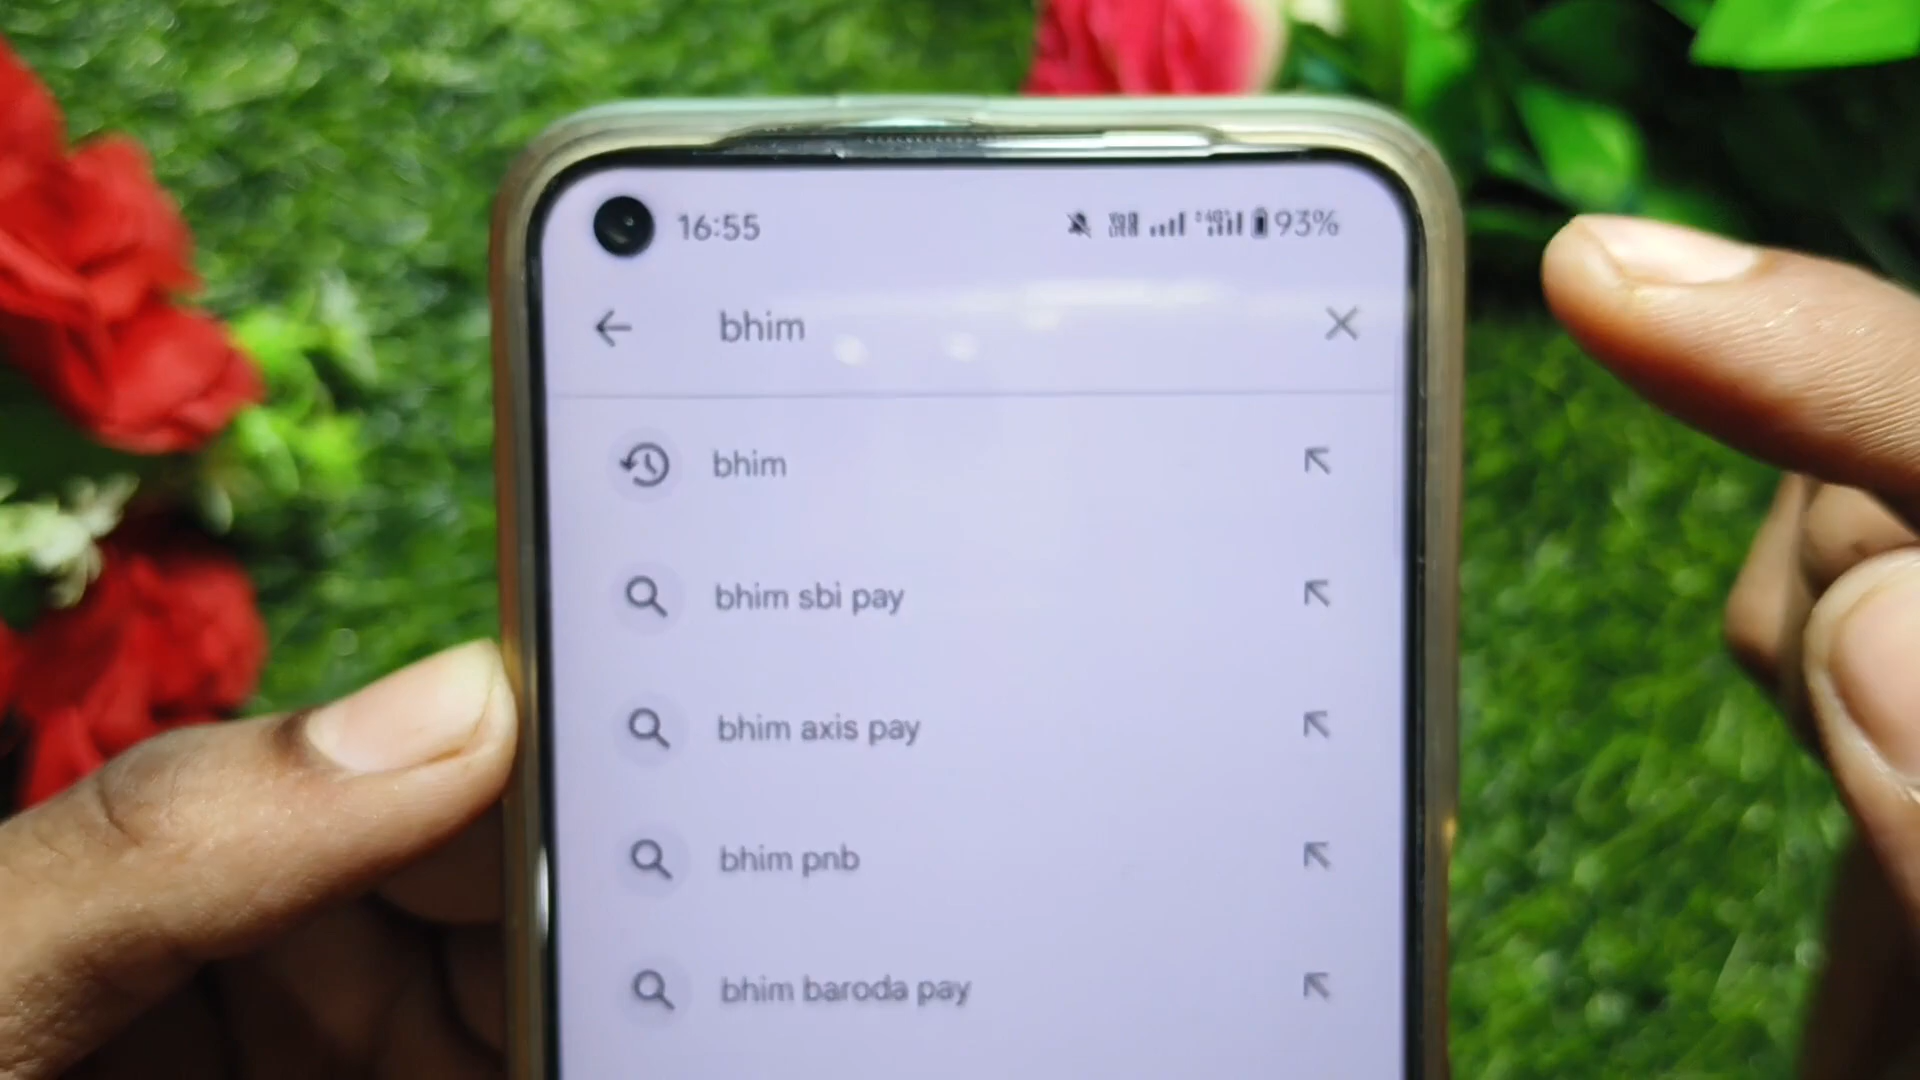 16:55
93%
bhim
bhim
bhim sbi pay
bhim axis pay
bhim pnb
bhim baroda pay